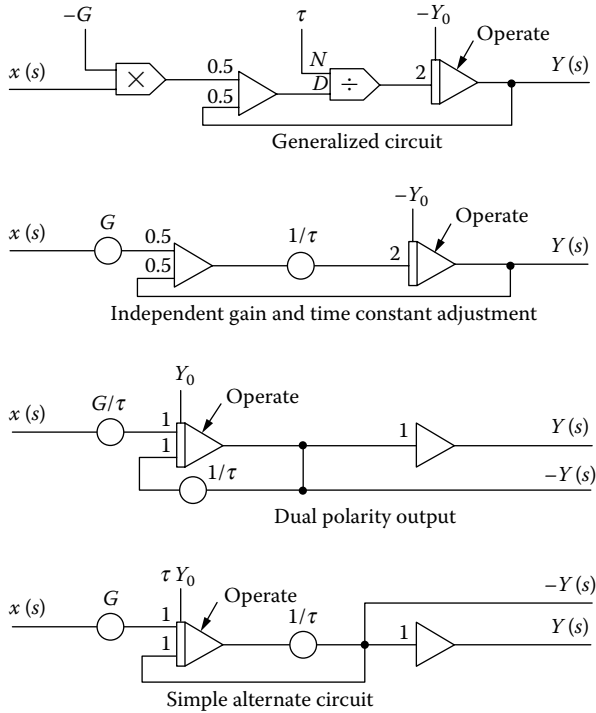 −G
τ
−Y₀
Operate
x (s)
×
0.5
0.5
N
D
÷
2
Y (s)
Generalized circuit
−Y₀
Operate
x (s)
G
0.5
0.5
1/τ
2
Y (s)
Independent gain and time constant adjustment
Y₀
Operate
x (s)
G/τ
1
1
1/τ
1
Y (s)
−Y (s)
Dual polarity output
τ Y₀
Operate
x (s)
G
1
1
1/τ
−Y (s)
1
Y (s)
Simple alternate circuit